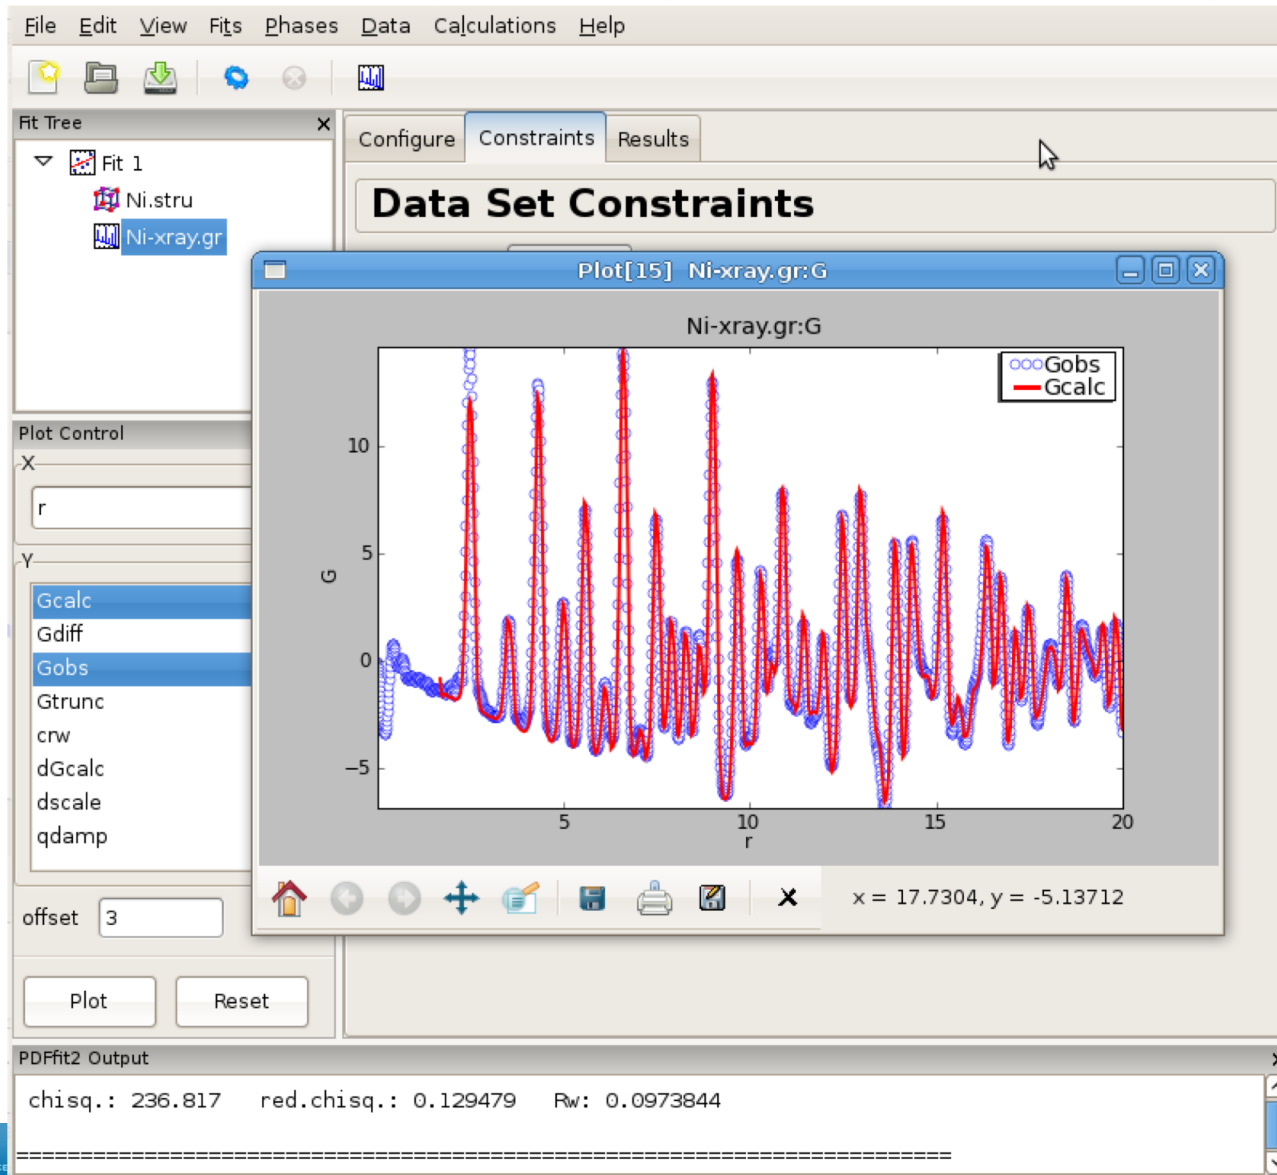 File Edit View Fits Phases Data Calculations Help
Fit Tree
Fit 1
Ni.stru
Ni-xray.gr
Configure Constraints Results
Data Set Constraints
Plot[15] Ni-xray.gr:G
Ni-xray.gr:G
Gobs
Gcalc
10
5
0
−5
G
5 10 15 20
r
x = 17.7304, y = -5.13712
Plot Control
X
r
Y
Gcalc
Gdiff
Gobs
Gtrunc
crw
dGcalc
dscale
qdamp
offset 3
Plot Reset
PDFfit2 Output
chisq.: 236.817 red.chisq.: 0.129479 Rw: 0.0973844
=========================================================================